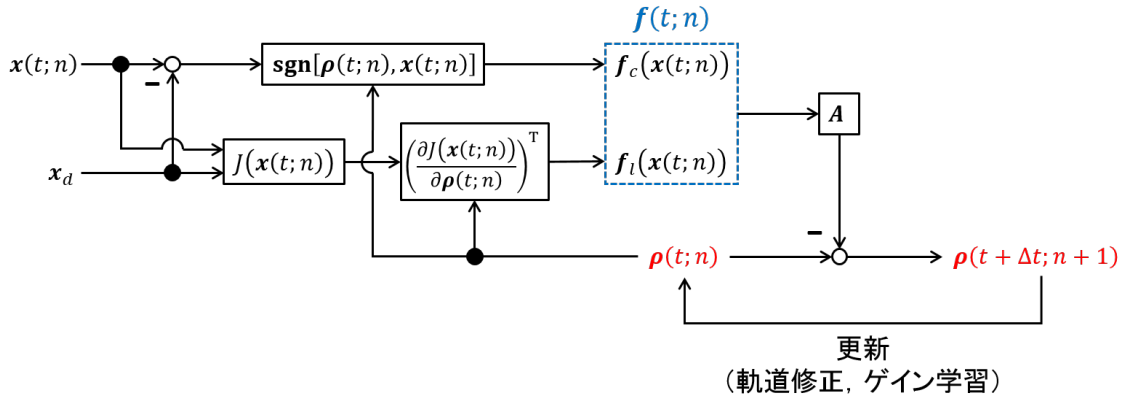 f(t; n)
x(t; n)
−
sgn[ρ(t; n), x(t; n)]
f_c(x(t; n))
A
x_d
J(x(t; n))
(∂J(x(t; n))/∂ρ(t; n))^T
f_l(x(t; n))
−
ρ(t; n)
ρ(t + Δt; n + 1)
更新
（軌道修正，ゲイン学習）